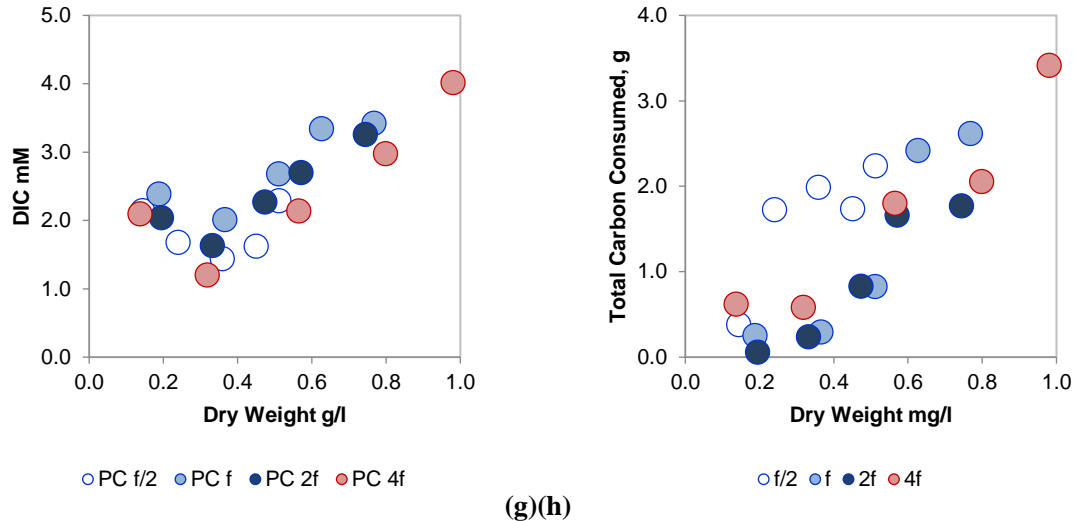 5.0
4.0
3.0
2.0
1.0
0.0
DIC mM
0.0 0.2 0.4 0.6 0.8 1.0
Dry Weight g/l
PC f/2 PC f PC 2f PC 4f
4.0
3.0
2.0
1.0
0.0
Total Carbon Consumed, g
0.0 0.2 0.4 0.6 0.8 1.0
Dry Weight mg/l
f/2 f 2f 4f
(g)(h)